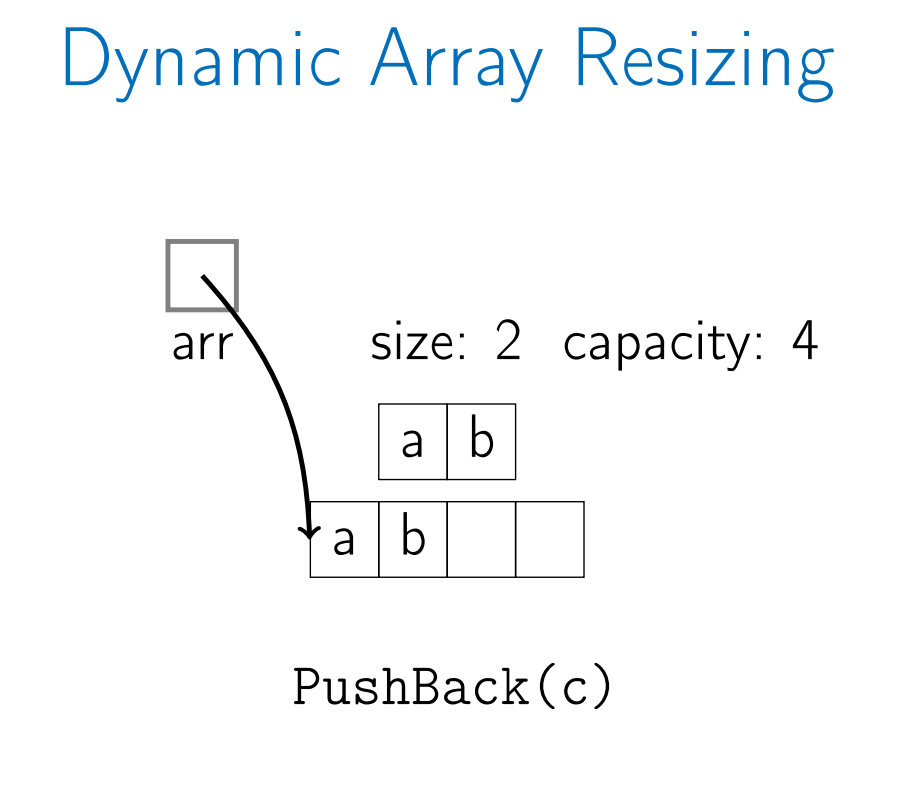 Dynamic Array Resizing
arr
size: 2 capacity: 4
a b
a b
PushBack(c)